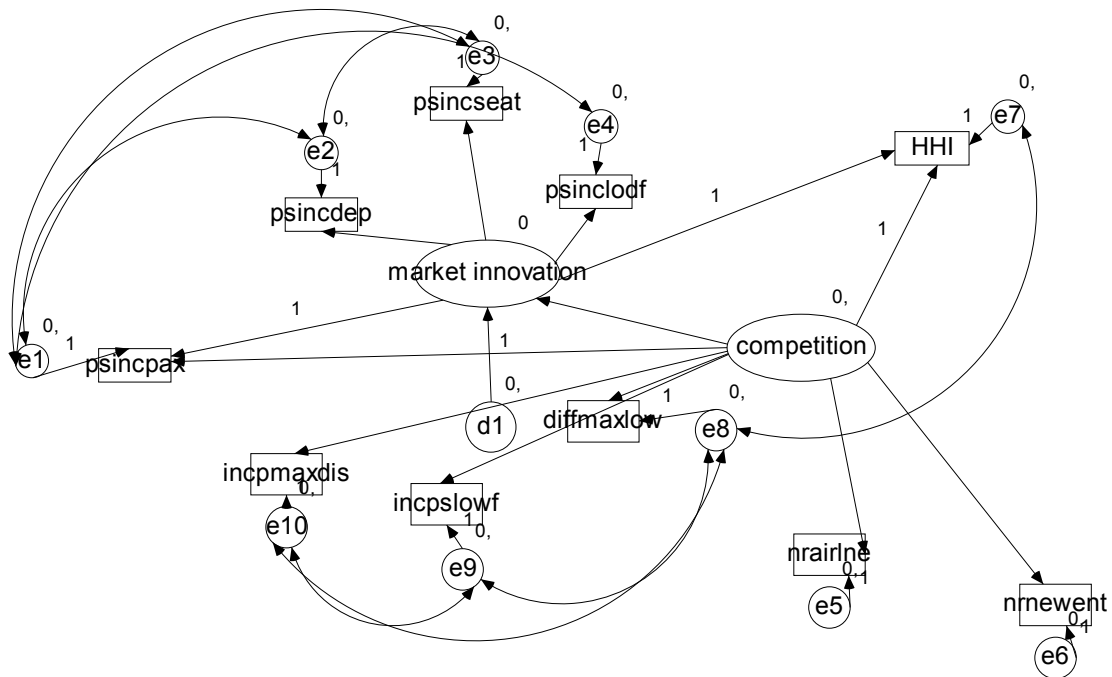 0,
e3
1
psincseat
0,
e2
1
psincdep
0,
e4
1
psinclodf
0,
e7
1
HHI
0
market innovation
1
1
0,
competition
0,
e1
1
psincpax
1
1
0,
d1
diffmaxlow
1
0,
e8
incpmaxdis
1
0,
e10
incpslowf
1
0,
e9
nrairlne
0,
1
e5
nrnewent
0,
1
e6